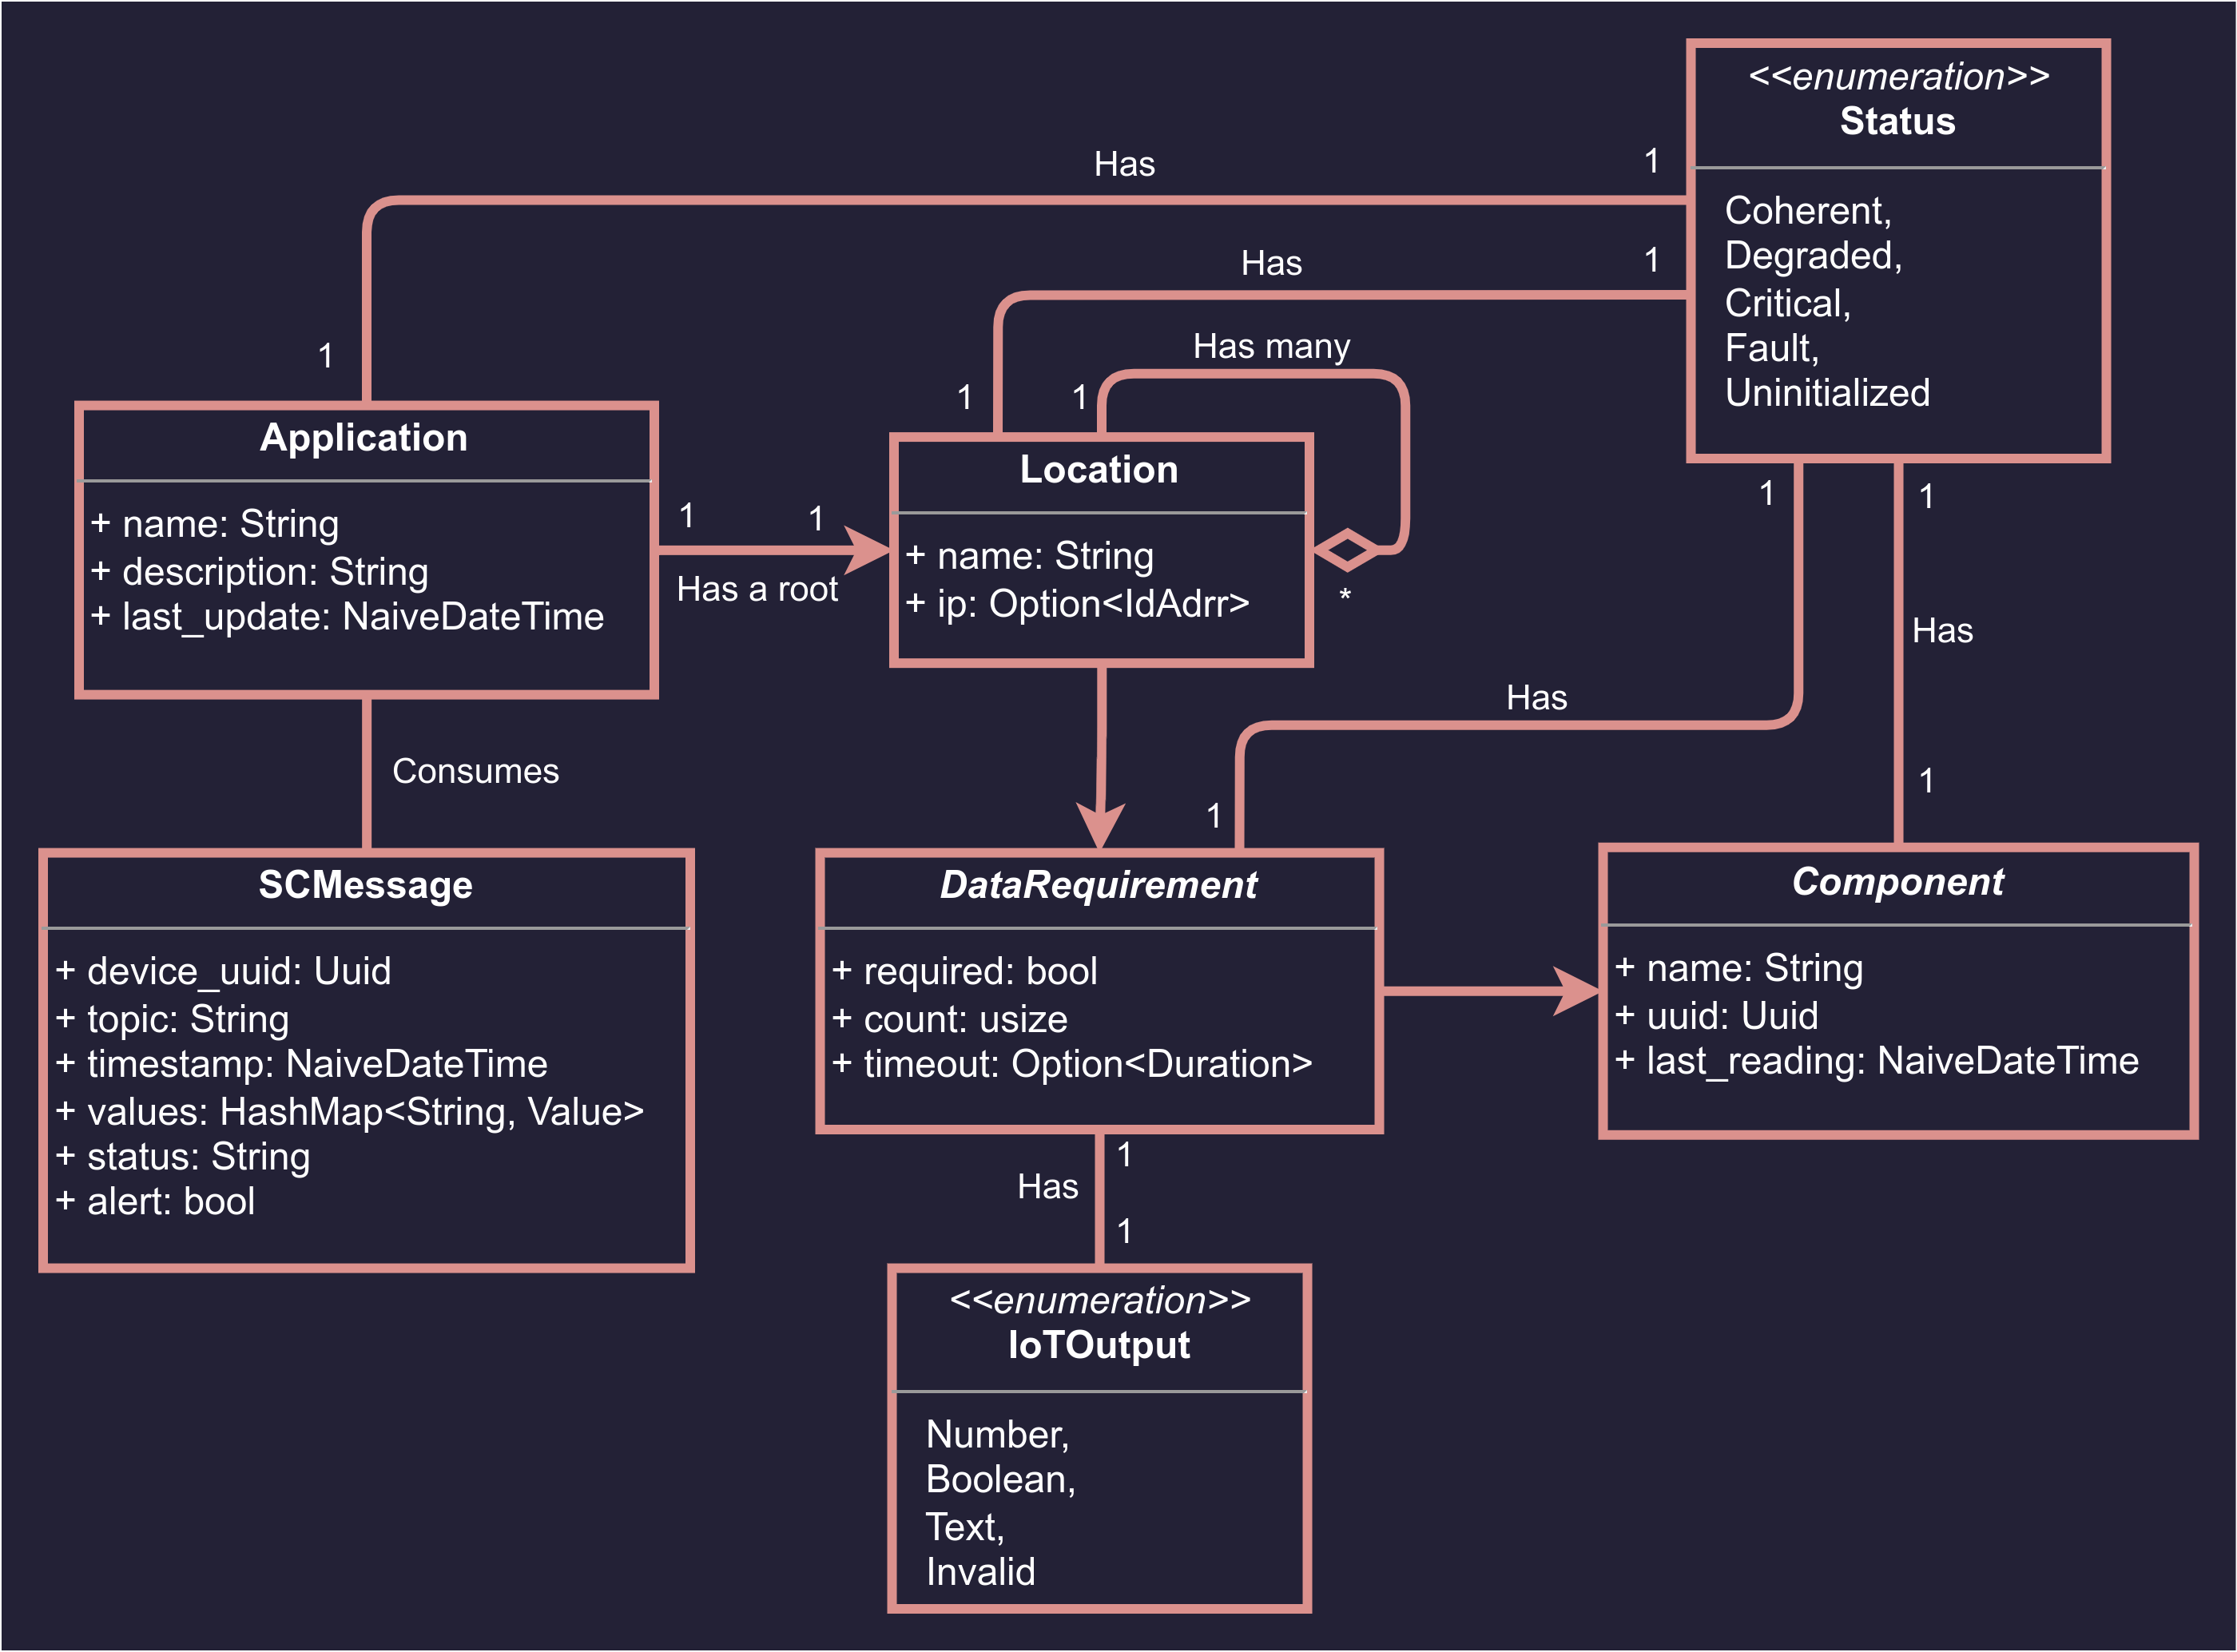 <<enumeration>>
Status
Coherent,
Degraded,
Critical,
Fault,
Uninitialized
Has
1
1
Has
1
1
Has many
1
*
Application
+ name: String
+ description: String
+ last_update: NaiveDateTime
1
1
Has a root
Location
+ name: String
+ ip: Option<IdAdrr>
1
1
Has
Has
1
1
Consumes
SCMessage
+ device_uuid: Uuid
+ topic: String
+ timestamp: NaiveDateTime
+ values: HashMap<String, Value>
+ status: String
+ alert: bool
DataRequirement
+ required: bool
+ count: usize
+ timeout: Option<Duration>
Component
+ name: String
+ uuid: Uuid
+ last_reading: NaiveDateTime
1
Has
1
<<enumeration>>
IoTOutput
Number,
Boolean,
Text,
Invalid